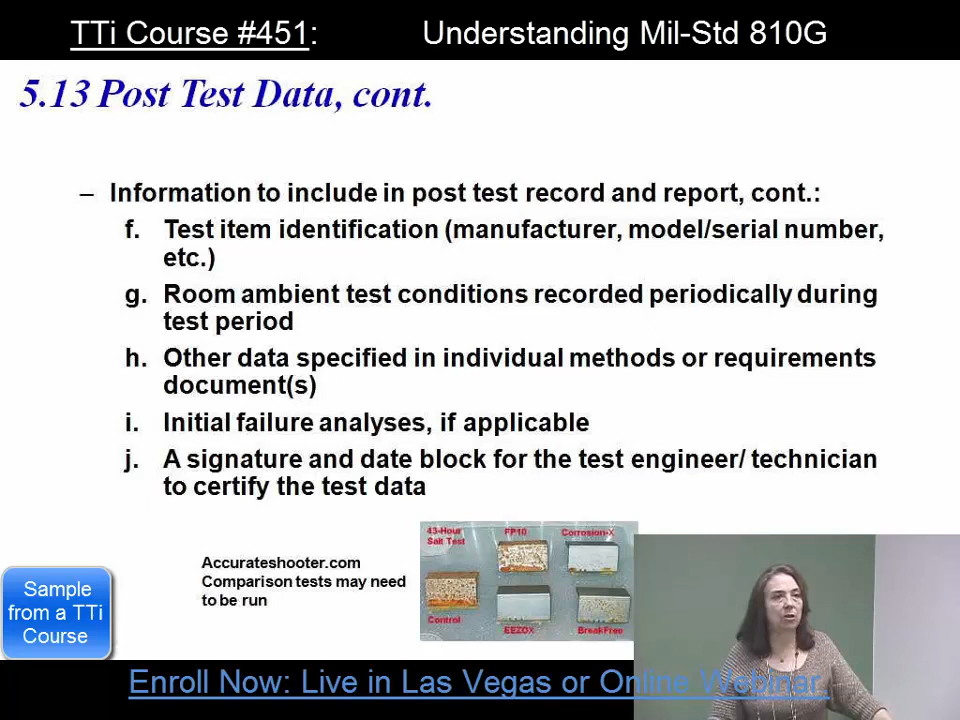 TTi Course #451: Understanding Mil-Std 810G
5.13 Post Test Data, cont.
– Information to include in post test record and report, cont.:
f. Test item identification (manufacturer, model/serial number,
etc.)
g. Room ambient test conditions recorded periodically during
test period
h. Other data specified in individual methods or requirements
document(s)
i. Initial failure analyses, if applicable
j. A signature and date block for the test engineer/ technician
to certify the test data
Accurateshooter.com
Comparison tests may need
to be run
43-Hour
Salt Test
FP10
Corrosion-X
Control
EEZOX
BreakFree
Sample
from a TTi
Course
Enroll Now: Live in Las Vegas or Online Webinar